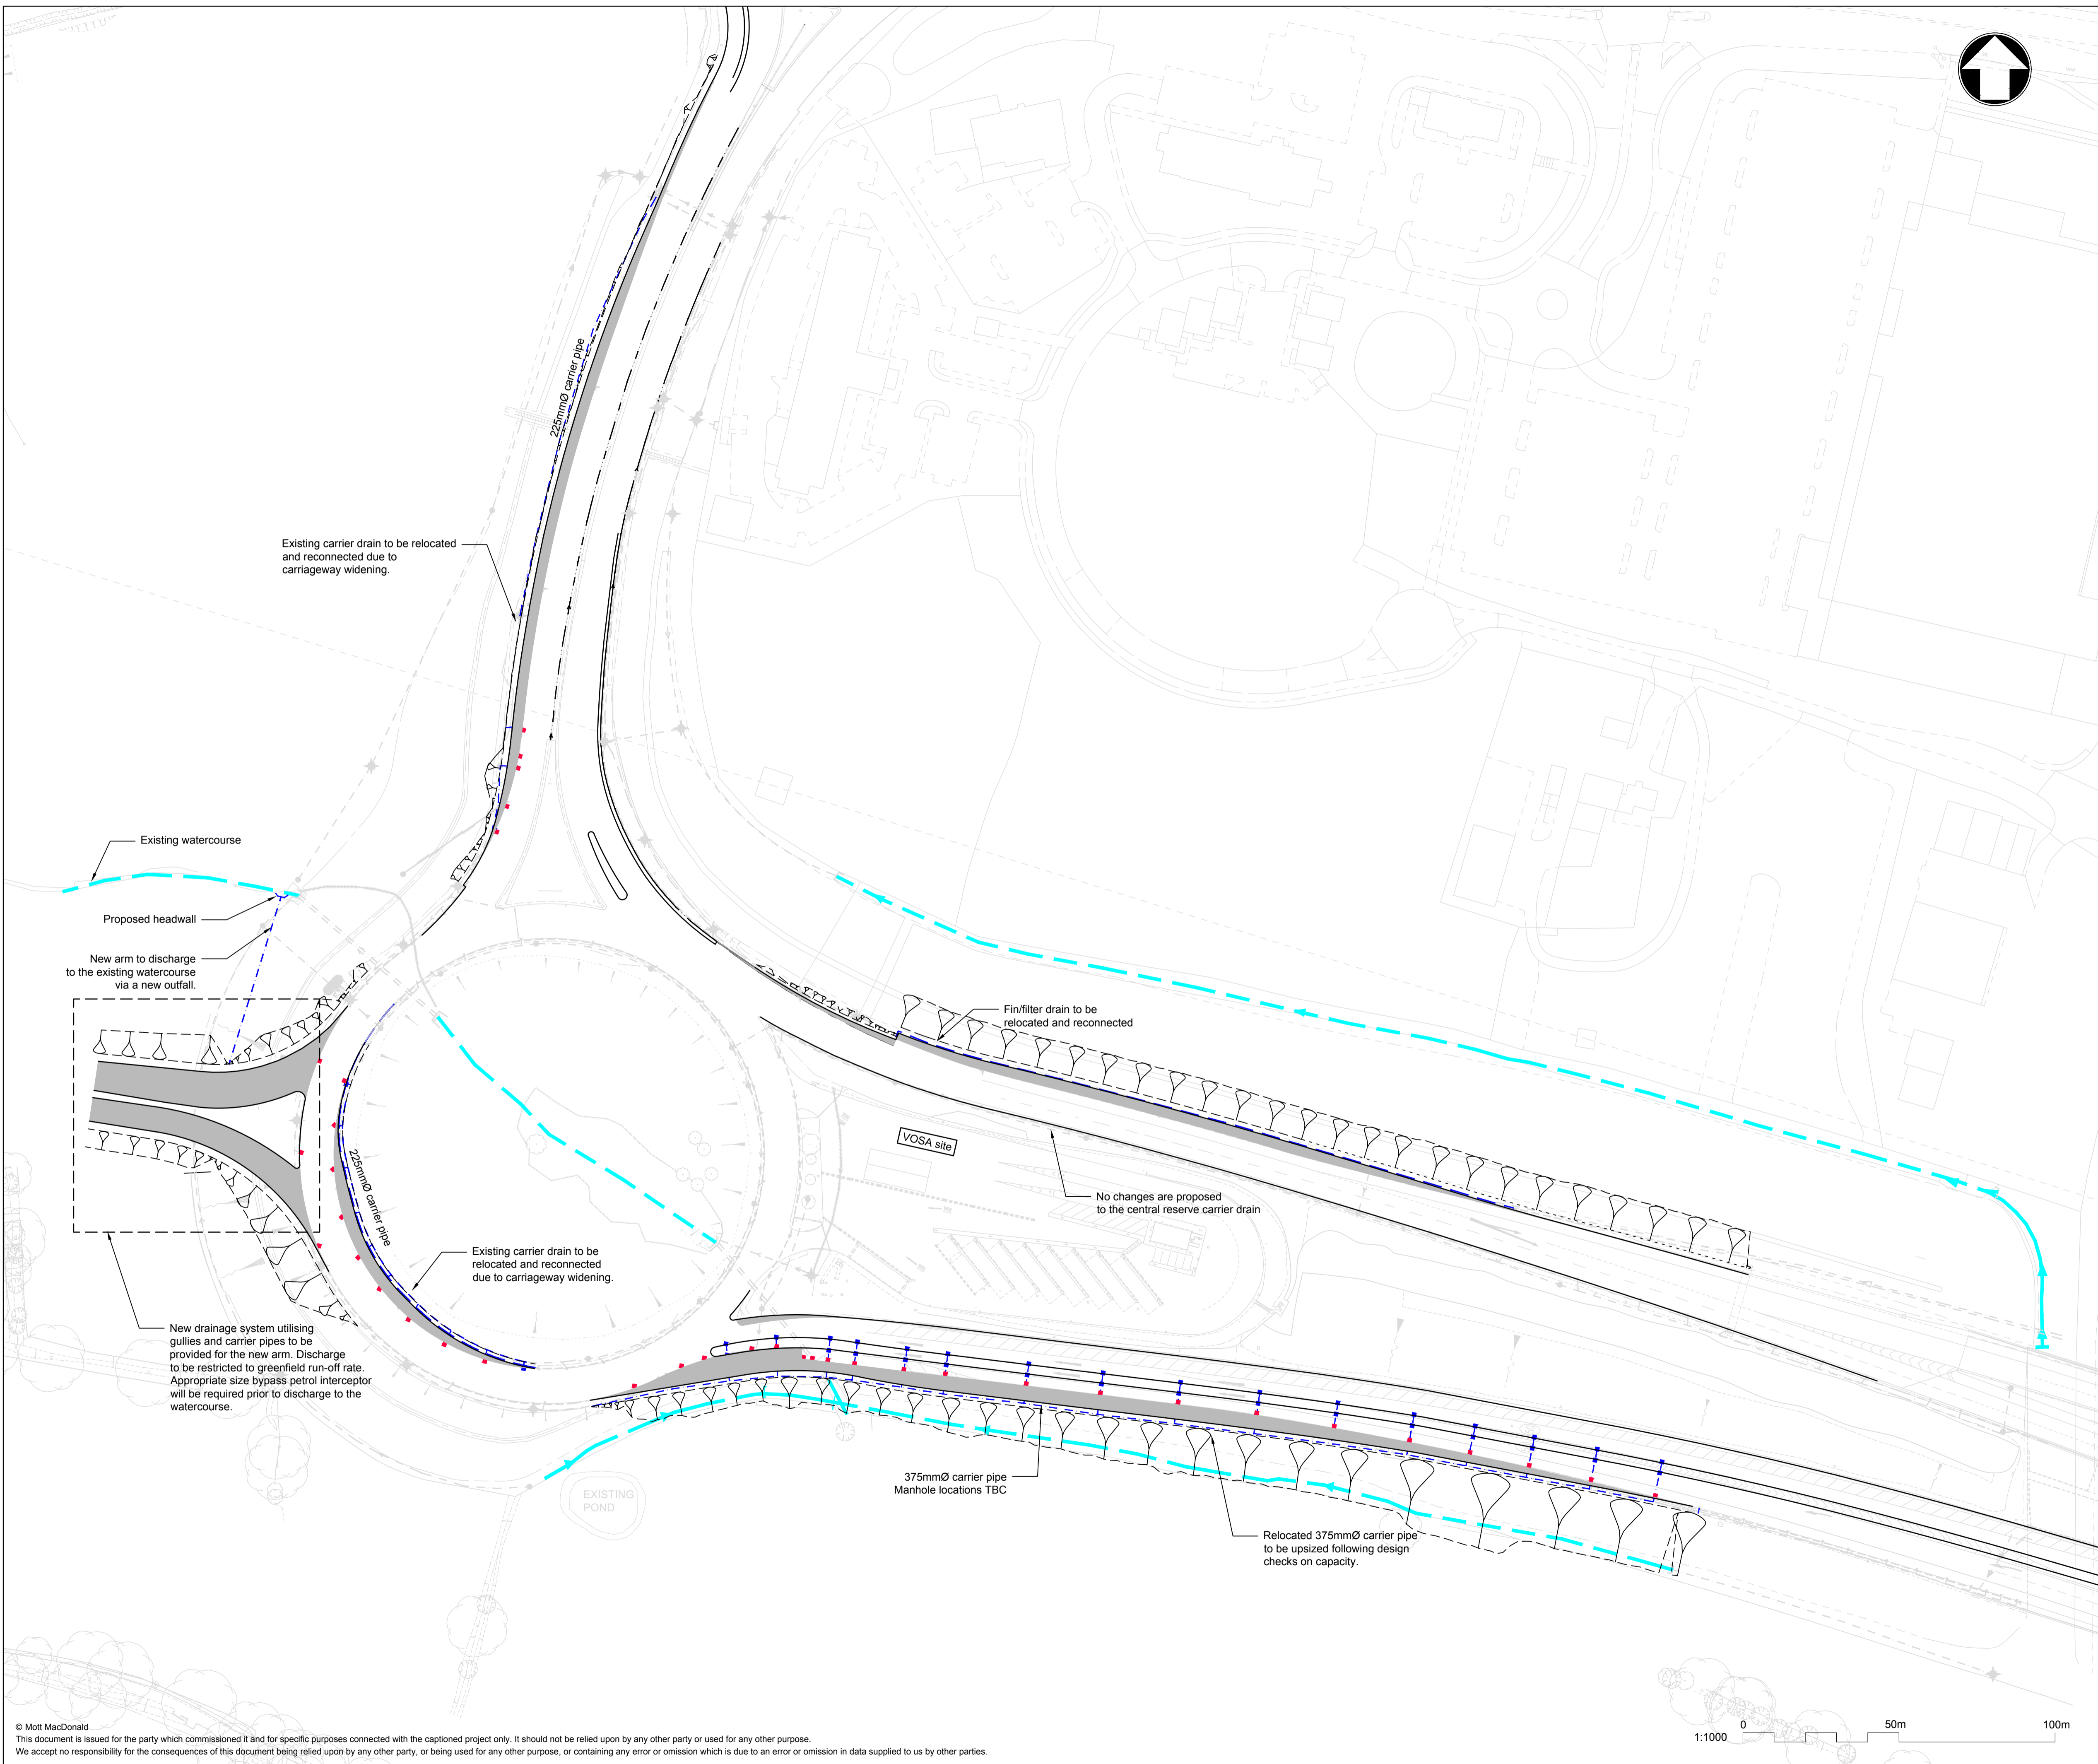 225mmØ carrier pipe
Existing carrier drain to be relocated
and reconnected due to
carriageway widening.
Existing watercourse
Proposed headwall
New arm to discharge
to the existing watercourse
via a new outfall.
Fin/filter drain to be
relocated and reconnected
VOSA site
No changes are proposed
to the central reserve carrier drain
225mmØ carrier pipe
Existing carrier drain to be
relocated and reconnected
due to carriageway widening.
New drainage system utilising
gullies and carrier pipes to be
provided for the new arm. Discharge
to be restricted to greenfield run-off rate.
Appropriate size bypass petrol interceptor
will be required prior to discharge to the
watercourse.
375mmØ carrier pipe
Manhole locations TBC
EXISTING
POND
Relocated 375mmØ carrier pipe
to be upsized following design
checks on capacity.
© Mott MacDonald
This document is issued for the party which commissioned it and for specific purposes connected with the captioned project only. It should not be relied upon by any other party or used for any other purpose.
We accept no responsibility for the consequences of this document being relied upon by any other party, or being used for any other purpose, or containing any error or omission which is due to an error or omission in data supplied to us by other parties.
1:1000
0 50m 100m